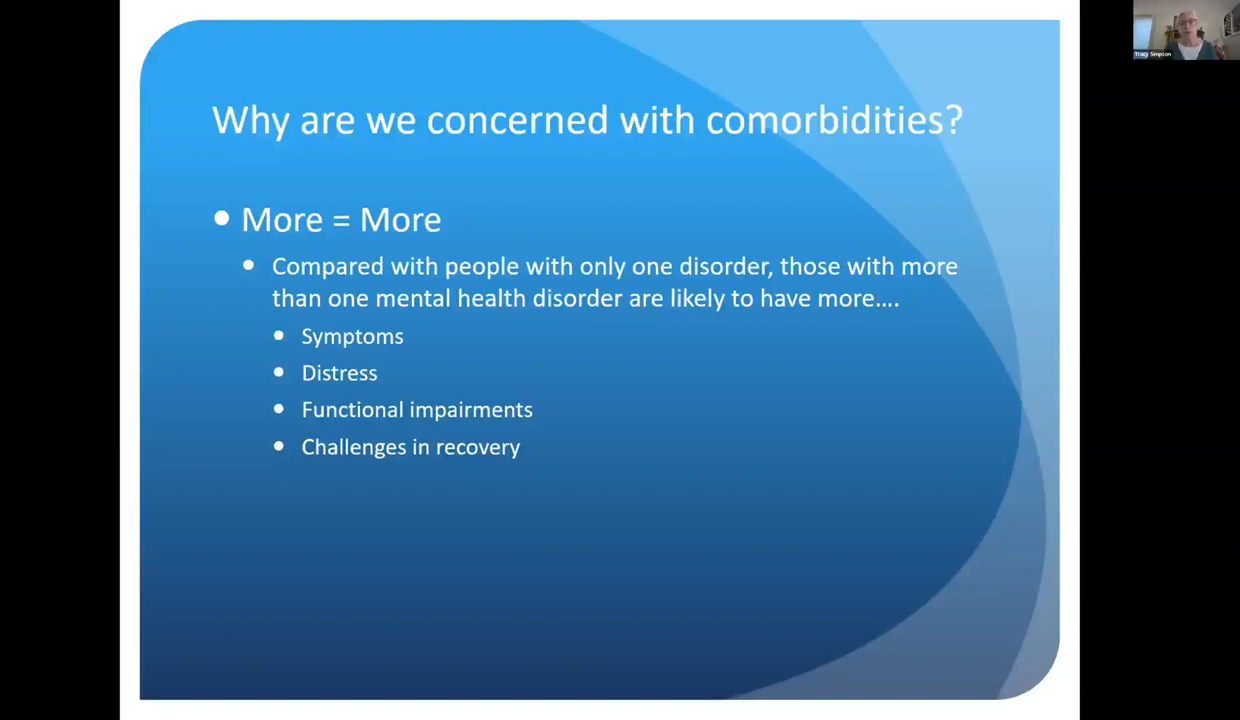 Why are we concerned with comorbidities?
• More = More
• Compared with people with only one disorder, those with more
than one mental health disorder are likely to have more....
• Symptoms
• Distress
• Functional impairments
• Challenges in recovery
Tracy Simpson